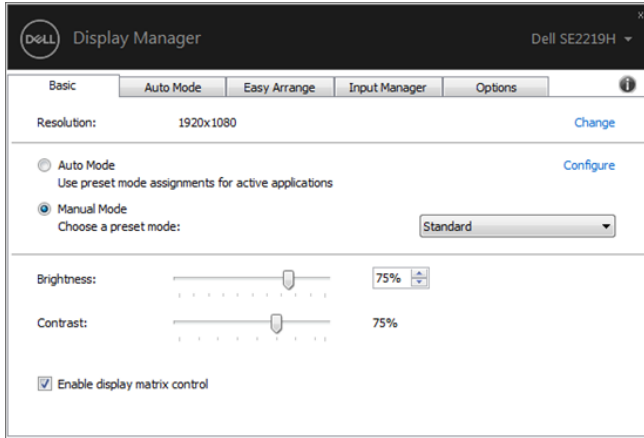 DELL Display Manager Dell SE2219H
x
Basic Auto Mode Easy Arrange Input Manager Options i
Resolution: 1920x1080 Change
Auto Mode Configure
Use preset mode assignments for active applications
Manual Mode
Choose a preset mode: Standard
Brightness: 75%
Contrast: 75%
Enable display matrix control